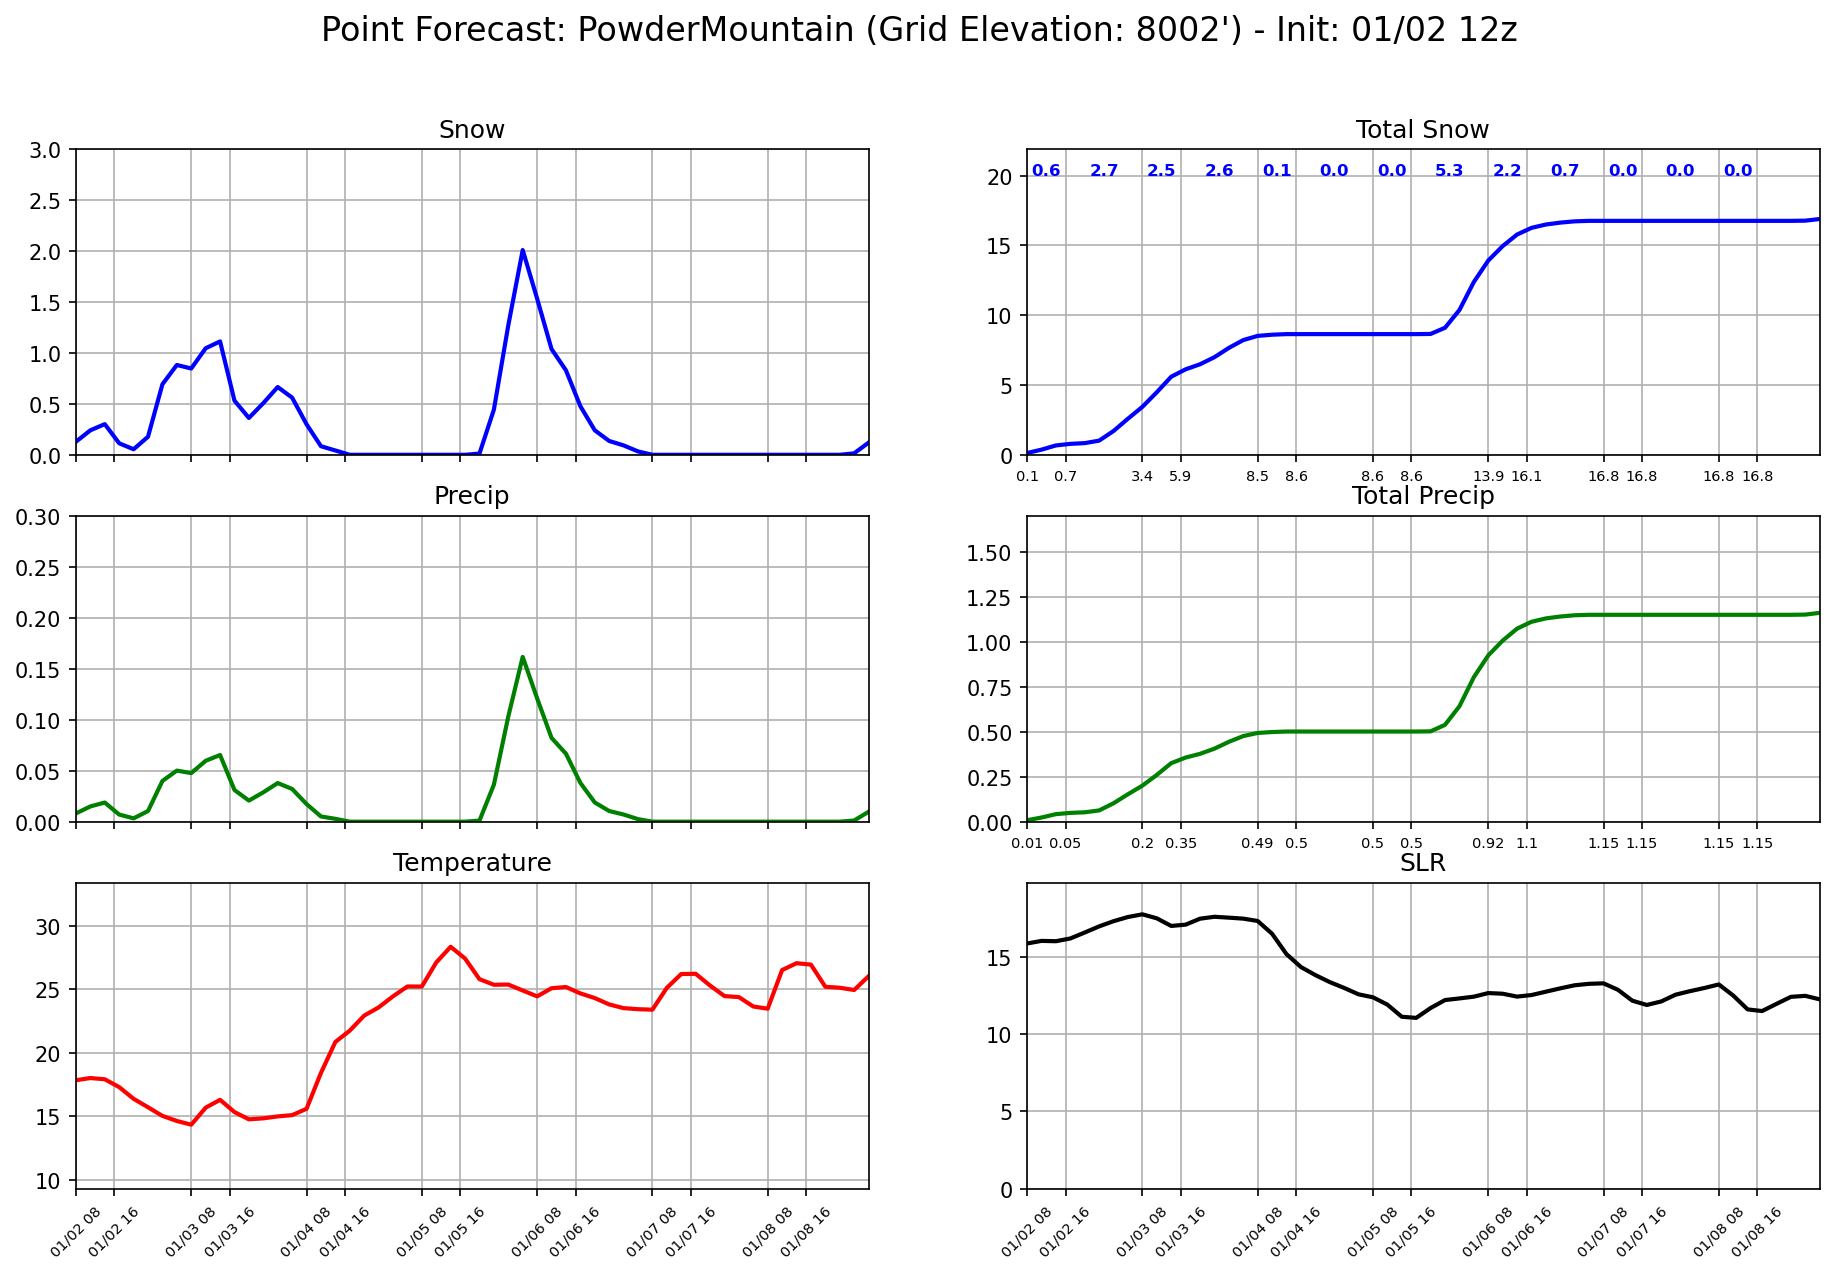 Point Forecast: PowderMountain (Grid Elevation: 8002') - Init: 01/02 12z
Snow
3.0
2.5
2.0
1.5
1.0
0.5
0.0
Total Snow
0.6 2.7 2.5 2.6 0.1 0.0 0.0 5.3 2.2 0.7 0.0 0.0 0.0
20
15
10
5
0
0.1 0.7 3.4 5.9 8.5 8.6 8.6 8.6 13.9 16.1 16.8 16.8 16.8 16.8
Precip
0.30
0.25
0.20
0.15
0.10
0.05
0.00
Total Precip
1.50
1.25
1.00
0.75
0.50
0.25
0.00
0.01 0.05 0.2 0.35 0.49 0.5 0.5 0.5 0.92 1.1 1.15 1.15 1.15 1.15
Temperature
30
25
20
15
10
01/02 08 01/02 16 01/03 08 01/03 16 01/04 08 01/04 16 01/05 08 01/05 16 01/06 08 01/06 16 01/07 08 01/07 16 01/08 08 01/08 16
SLR
15
10
5
0
01/02 08 01/02 16 01/03 08 01/03 16 01/04 08 01/04 16 01/05 08 01/05 16 01/06 08 01/06 16 01/07 08 01/07 16 01/08 08 01/08 16